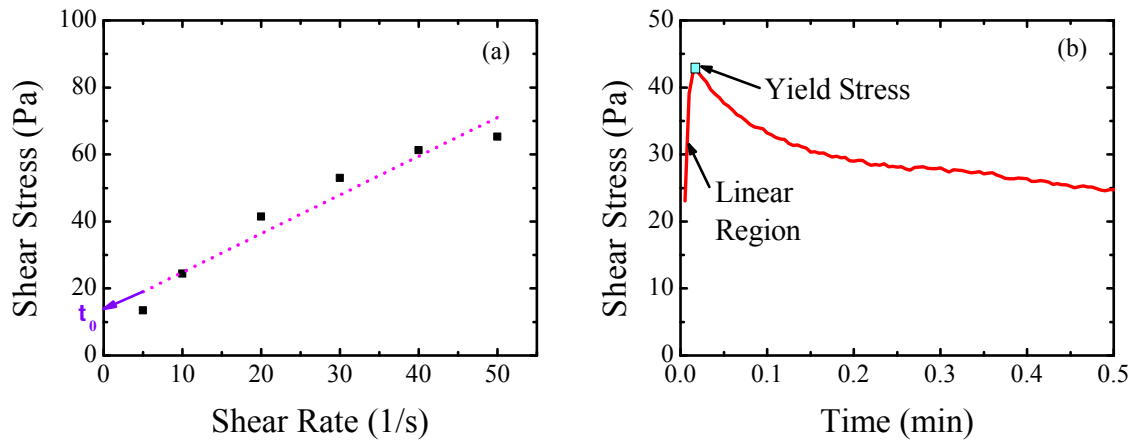 (a)
Shear Stress (Pa)
100
80
60
40
20
0
t₀
0 10 20 30 40 50
Shear Rate (1/s)
(b)
Shear Stress (Pa)
50
40
30
20
10
0
Yield Stress
Linear
Region
0.0 0.1 0.2 0.3 0.4 0.5
Time (min)